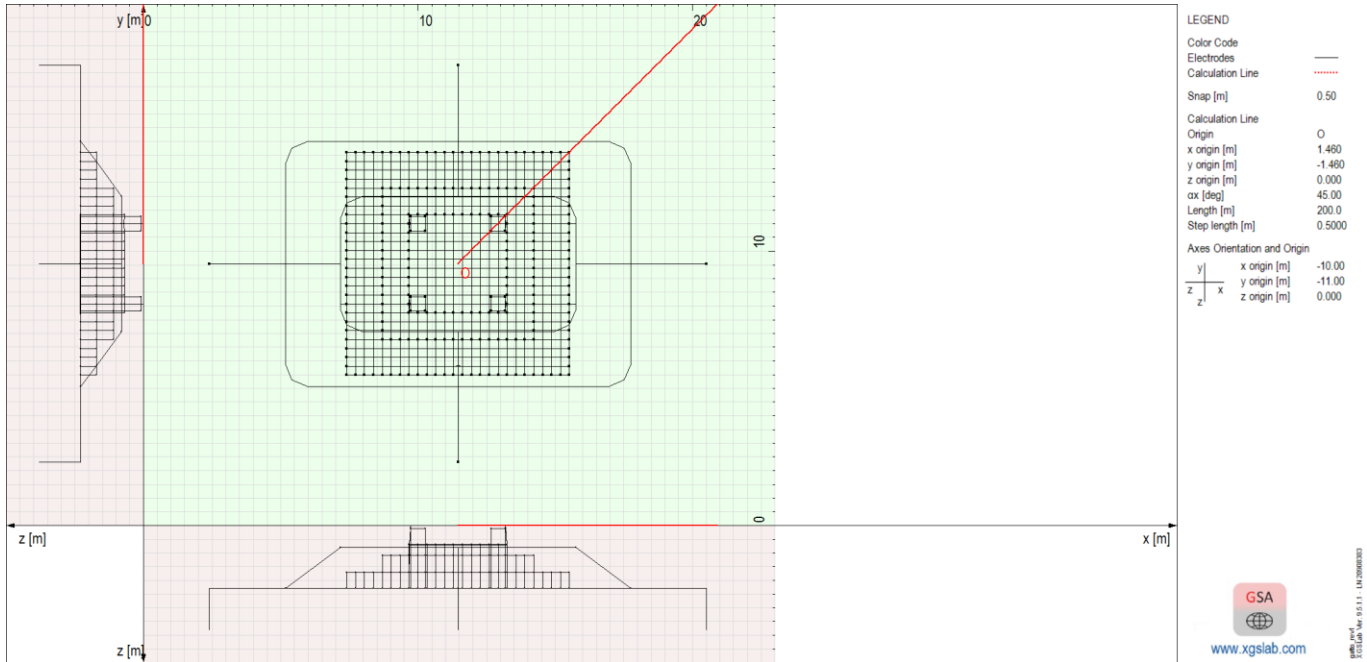 y [m]
0
10
20
LEGEND
Color Code
Electrodes
Calculation Line
Snap [m] 0.50
Calculation Line
Origin O
x origin [m] 1.460
y origin [m] -1.460
z origin [m] 0.000
αx [deg] 45.00
Length [m] 200.0
Step length [m] 0.5000
Axes Orientation and Origin
y x origin [m] -10.00
z x y origin [m] -11.00
z z origin [m] 0.000
10
O
0
z [m]
x [m]
z [m]
GSA
www.xgslab.com